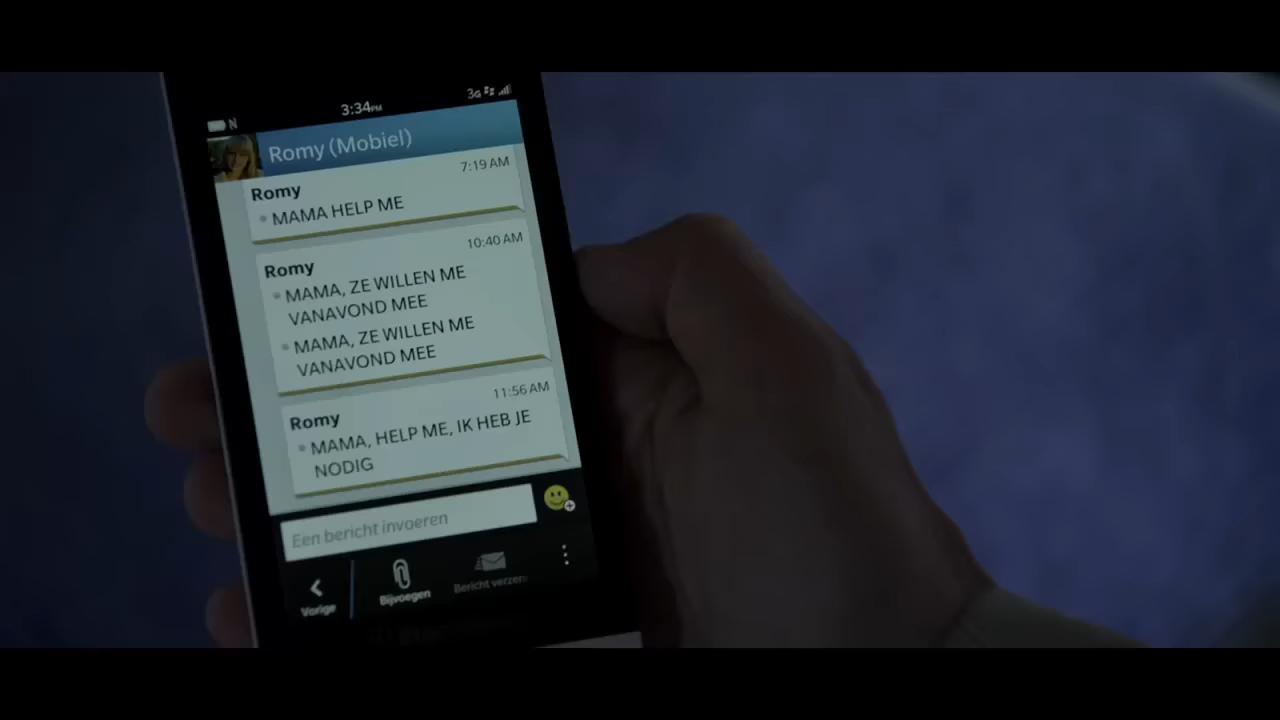 3:34PM
3G
N
Romy (Mobiel)
7:19 AM
Romy
MAMA HELP ME
10:40 AM
Romy
MAMA, ZE WILLEN ME
VANAVOND MEE
MAMA, ZE WILLEN ME
VANAVOND MEE
11:56 AM
Romy
MAMA, HELP ME, IK HEB JE
NODIG
Een bericht invoeren
Vorige
Bijvoegen
Bericht